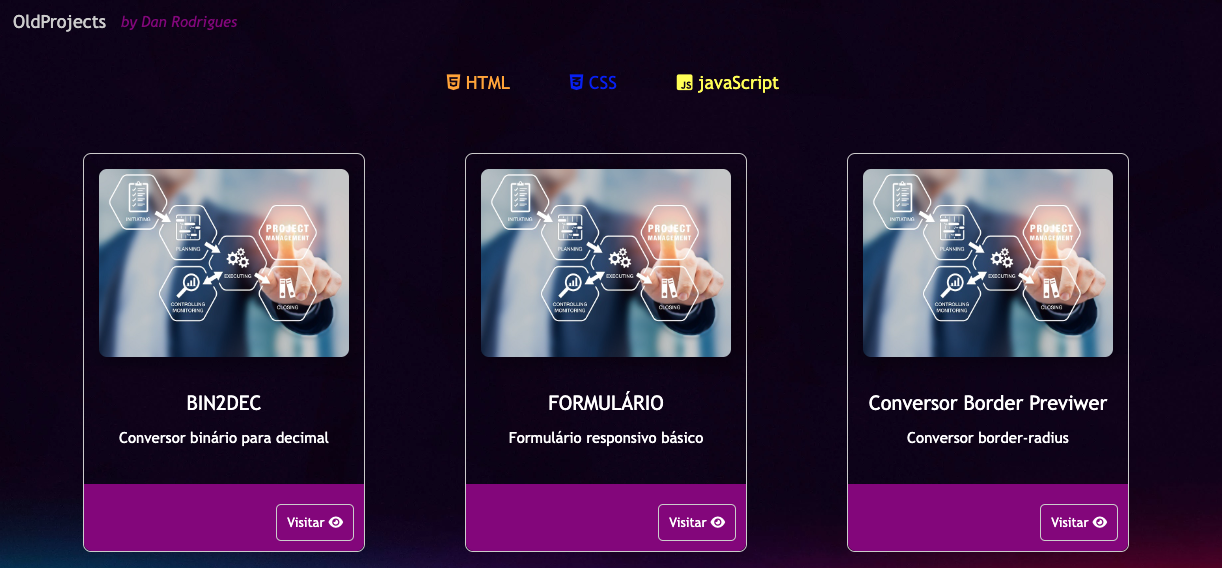 OldProjects by Dan Rodrigues
HTML CSS javaScript
INITIATING
PLANNING
PROJECT
MANAGEMENT
EXECUTING
CONTROLLING
MONITORING
CLOSING
INITIATING
PLANNING
PROJECT
MANAGEMENT
EXECUTING
CONTROLLING
MONITORING
CLOSING
INITIATING
PLANNING
PROJECT
MANAGEMENT
EXECUTING
CONTROLLING
MONITORING
CLOSING
BIN2DEC
Conversor binário para decimal
Visitar
FORMULÁRIO
Formulário responsivo básico
Visitar
Conversor Border Previwer
Conversor border-radius
Visitar